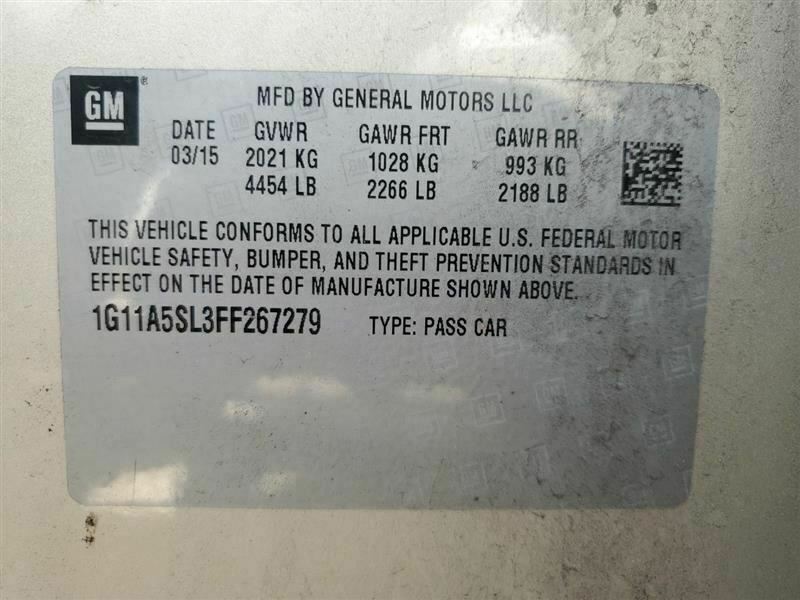 GM
MFD BY GENERAL MOTORS LLC
DATE GVWR GAWR FRT GAWR RR
03/15 2021 KG 1028 KG 993 KG
4454 LB 2266 LB 2188 LB
THIS VEHICLE CONFORMS TO ALL APPLICABLE U.S. FEDERAL MOTOR
VEHICLE SAFETY, BUMPER, AND THEFT PREVENTION STANDARDS IN
EFFECT ON THE DATE OF MANUFACTURE SHOWN ABOVE.
1G11A5SL3FF267279 TYPE: PASS CAR